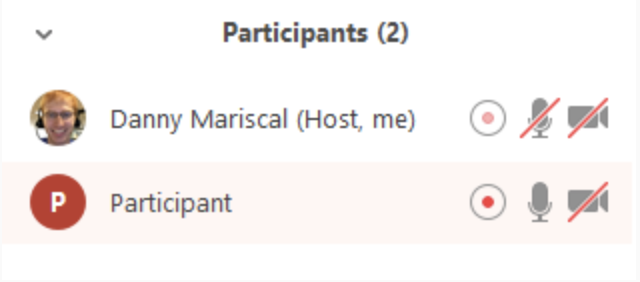 Participants (2)
Danny Mariscal (Host, me)
P Participant